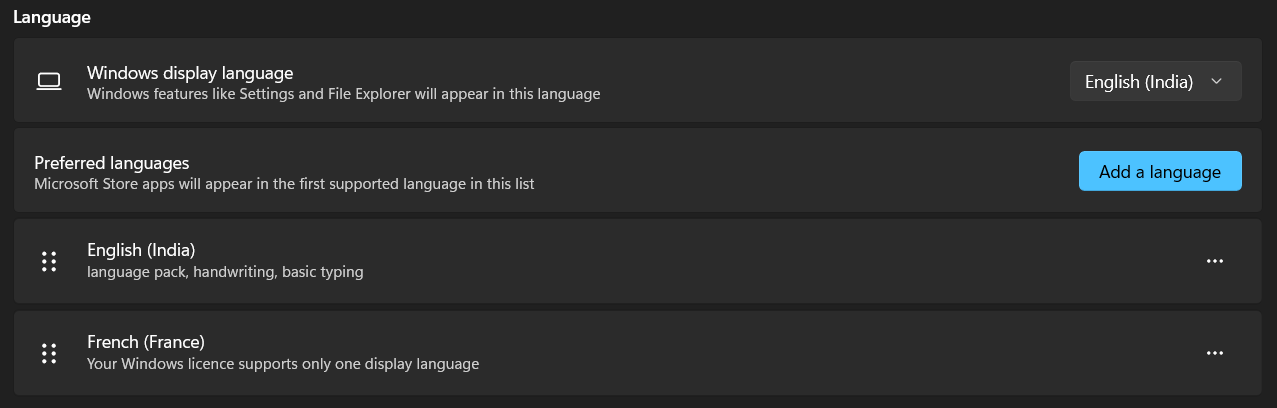 Language
Windows display language
Windows features like Settings and File Explorer will appear in this language
English (India)
Preferred languages
Microsoft Store apps will appear in the first supported language in this list
Add a language
English (India)
language pack, handwriting, basic typing
French (France)
Your Windows licence supports only one display language